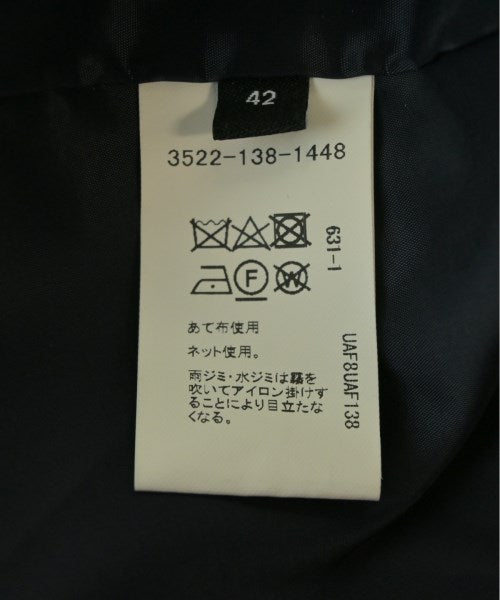 42
3522-138-1448
631-1
F
W
UAF8UAF138
あて布使用
ネット使用。
雨ジミ・水ジミは霧を
吹いてアイロン掛けす
ることにより目立たな
くなる。